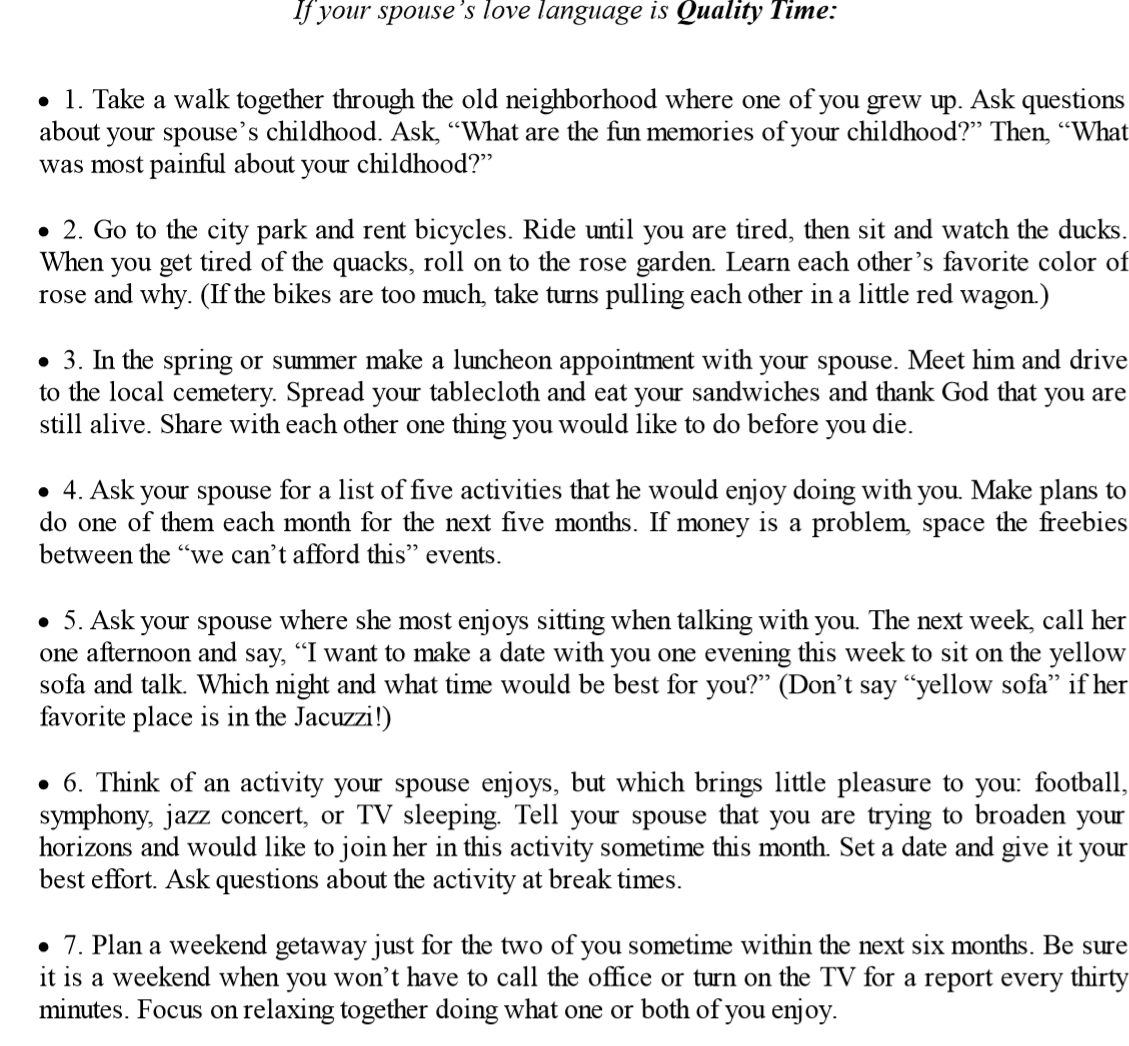 If your spouse’s love language is Quality Time:
• 1. Take a walk together through the old neighborhood where one of you grew up. Ask questions
about your spouse’s childhood. Ask, “What are the fun memories of your childhood?” Then, “What
was most painful about your childhood?”
• 2. Go to the city park and rent bicycles. Ride until you are tired, then sit and watch the ducks.
When you get tired of the quacks, roll on to the rose garden. Learn each other’s favorite color of
rose and why. (If the bikes are too much, take turns pulling each other in a little red wagon.)
• 3. In the spring or summer make a luncheon appointment with your spouse. Meet him and drive
to the local cemetery. Spread your tablecloth and eat your sandwiches and thank God that you are
still alive. Share with each other one thing you would like to do before you die.
• 4. Ask your spouse for a list of five activities that he would enjoy doing with you. Make plans to
do one of them each month for the next five months. If money is a problem, space the freebies
between the “we can’t afford this” events.
• 5. Ask your spouse where she most enjoys sitting when talking with you. The next week, call her
one afternoon and say, “I want to make a date with you one evening this week to sit on the yellow
sofa and talk. Which night and what time would be best for you?” (Don’t say “yellow sofa” if her
favorite place is in the Jacuzzi!)
• 6. Think of an activity your spouse enjoys, but which brings little pleasure to you: football,
symphony, jazz concert, or TV sleeping. Tell your spouse that you are trying to broaden your
horizons and would like to join her in this activity sometime this month. Set a date and give it your
best effort. Ask questions about the activity at break times.
• 7. Plan a weekend getaway just for the two of you sometime within the next six months. Be sure
it is a weekend when you won’t have to call the office or turn on the TV for a report every thirty
minutes. Focus on relaxing together doing what one or both of you enjoy.